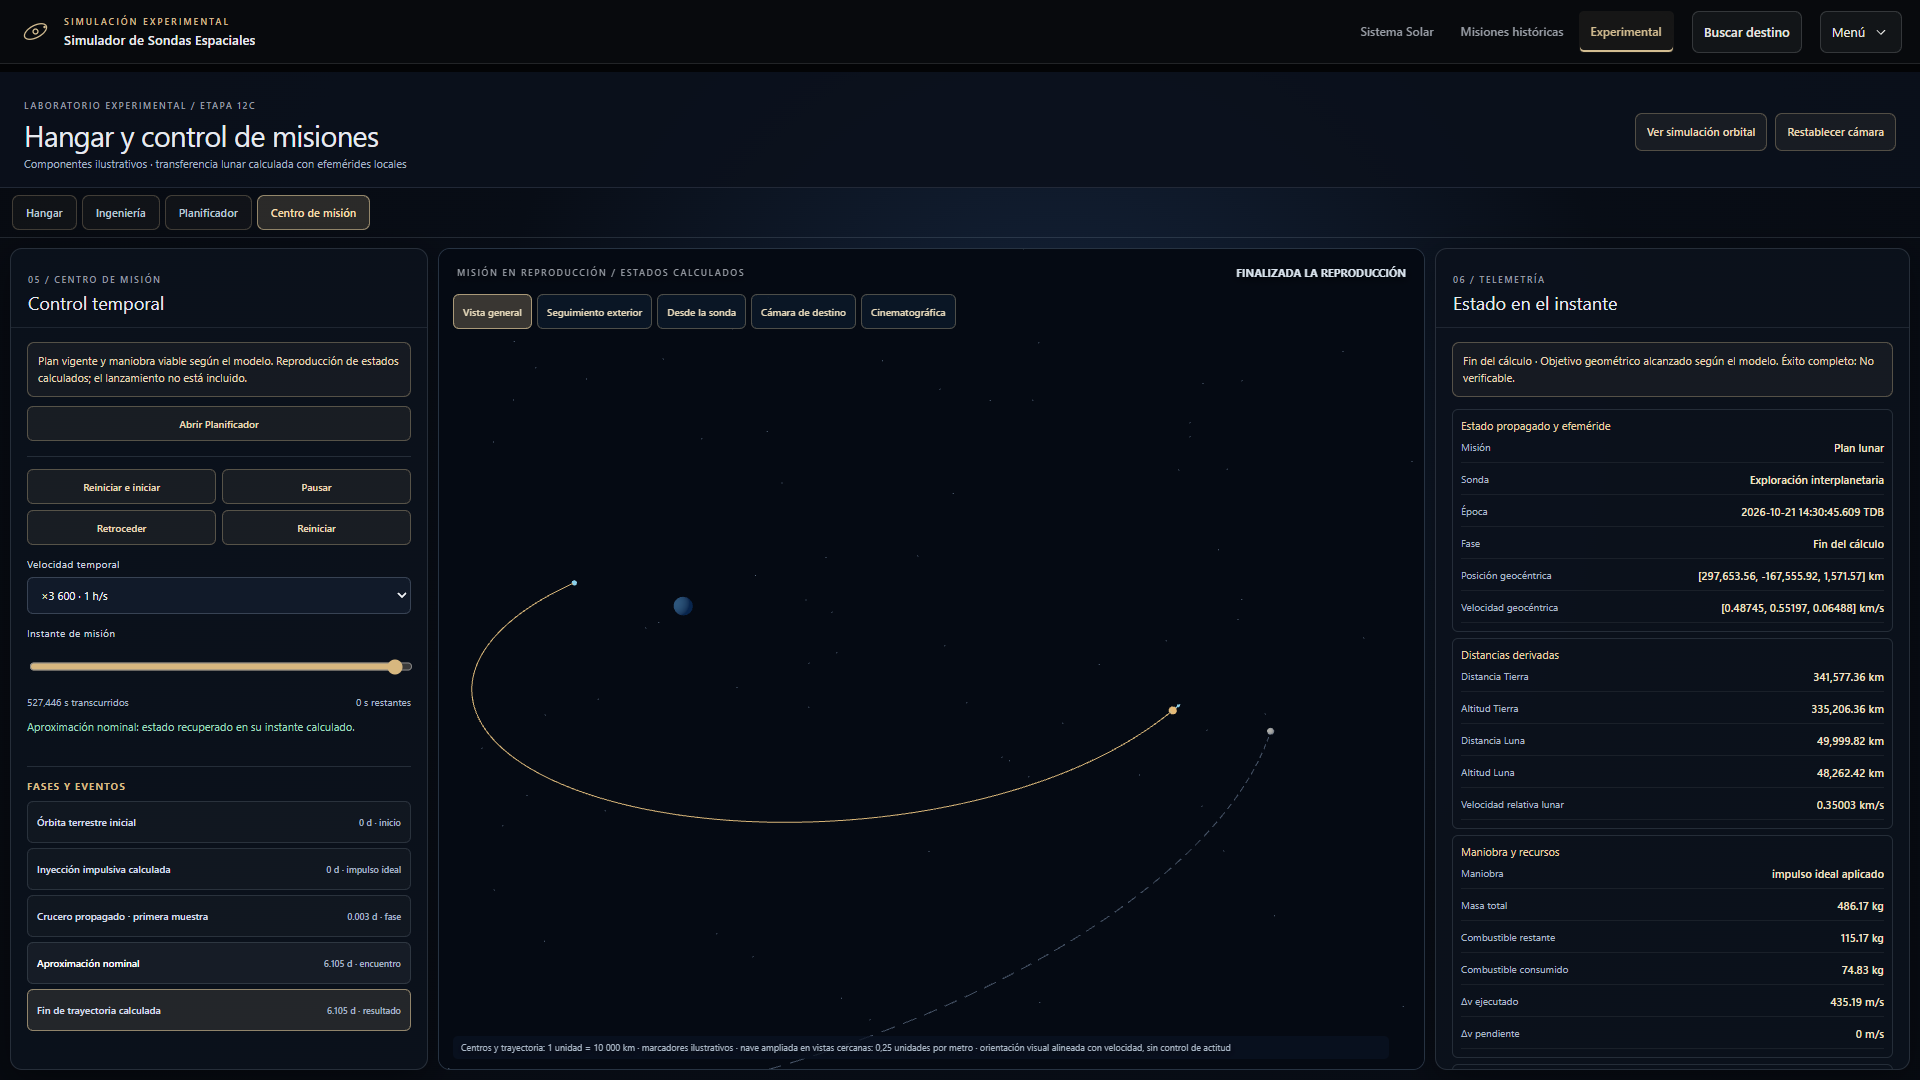 SIMULACIÓN EXPERIMENTAL
Simulador de Sondas Espaciales
Sistema Solar
Misiones históricas
Experimental
Buscar destino
Menú
LABORATORIO EXPERIMENTAL / ETAPA 12C
Hangar y control de misiones
Componentes ilustrativos · transferencia lunar calculada con efemérides locales
Ver simulación orbital
Restablecer cámara
Hangar
Ingeniería
Planificador
Centro de misión
05 / CENTRO DE MISIÓN
Control temporal
Plan vigente y maniobra viable según el modelo. Reproducción de estados
calculados; el lanzamiento no está incluido.
Abrir Planificador
Reiniciar e iniciar
Pausar
Retroceder
Reiniciar
Velocidad temporal
×3 600 · 1 h/s
Instante de misión
527,446 s transcurridos
0 s restantes
Aproximación nominal: estado recuperado en su instante calculado.
FASES Y EVENTOS
Órbita terrestre inicial
0 d · inicio
Inyección impulsiva calculada
0 d · impulso ideal
Crucero propagado · primera muestra
0.003 d · fase
Aproximación nominal
6.105 d · encuentro
Fin de trayectoria calculada
6.105 d · resultado
MISIÓN EN REPRODUCCIÓN / ESTADOS CALCULADOS
FINALIZADA LA REPRODUCCIÓN
Vista general
Seguimiento exterior
Desde la sonda
Cámara de destino
Cinematográfica
Centros y trayectoria: 1 unidad = 10 000 km · marcadores ilustrativos · nave ampliada en vistas cercanas: 0,25 unidades por metro · orientación visual alineada con velocidad, sin control de actitud
06 / TELEMETRÍA
Estado en el instante
Fin del cálculo · Objetivo geométrico alcanzado según el modelo. Éxito completo: No
verificable.
Estado propagado y efeméride
Misión
Plan lunar
Sonda
Exploración interplanetaria
Época
2026-10-21 14:30:45.609 TDB
Fase
Fin del cálculo
Posición geocéntrica
[297,653.56, -167,555.92, 1,571.57] km
Velocidad geocéntrica
[0.48745, 0.55197, 0.06488] km/s
Distancias derivadas
Distancia Tierra
341,577.36 km
Altitud Tierra
335,206.36 km
Distancia Luna
49,999.82 km
Altitud Luna
48,262.42 km
Velocidad relativa lunar
0.35003 km/s
Maniobra y recursos
Maniobra
impulso ideal aplicado
Masa total
486.17 kg
Combustible restante
115.17 kg
Combustible consumido
74.83 kg
Δv ejecutado
435.19 m/s
Δv pendiente
0 m/s